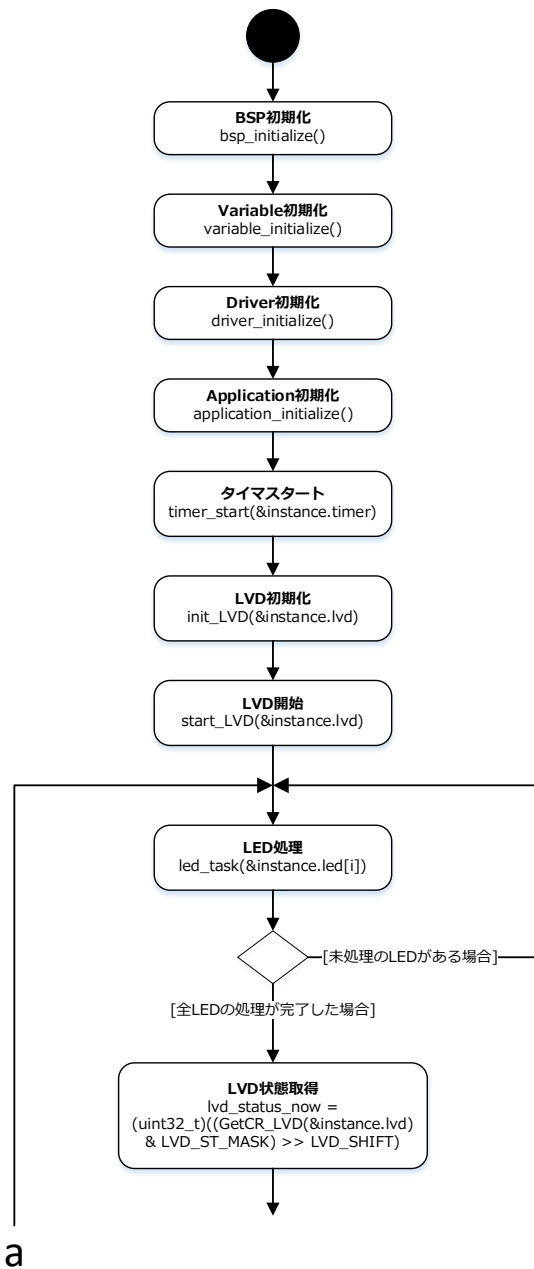 BSP初期化
bsp_initialize()
Variable初期化
variable_initialize()
Driver初期化
driver_initialize()
Application初期化
application_initialize()
タイマスタート
timer_start(&instance.timer)
LVD初期化
init_LVD(&instance.lvd)
LVD開始
start_LVD(&instance.lvd)
LED処理
led_task(&instance.led[i])
[未処理のLEDがある場合]
[全LEDの処理が完了した場合]
LVD状態取得
lvd_status_now =
(uint32_t)((GetCR_LVD(&instance.lvd)
& LVD_ST_MASK) >> LVD_SHIFT)
a